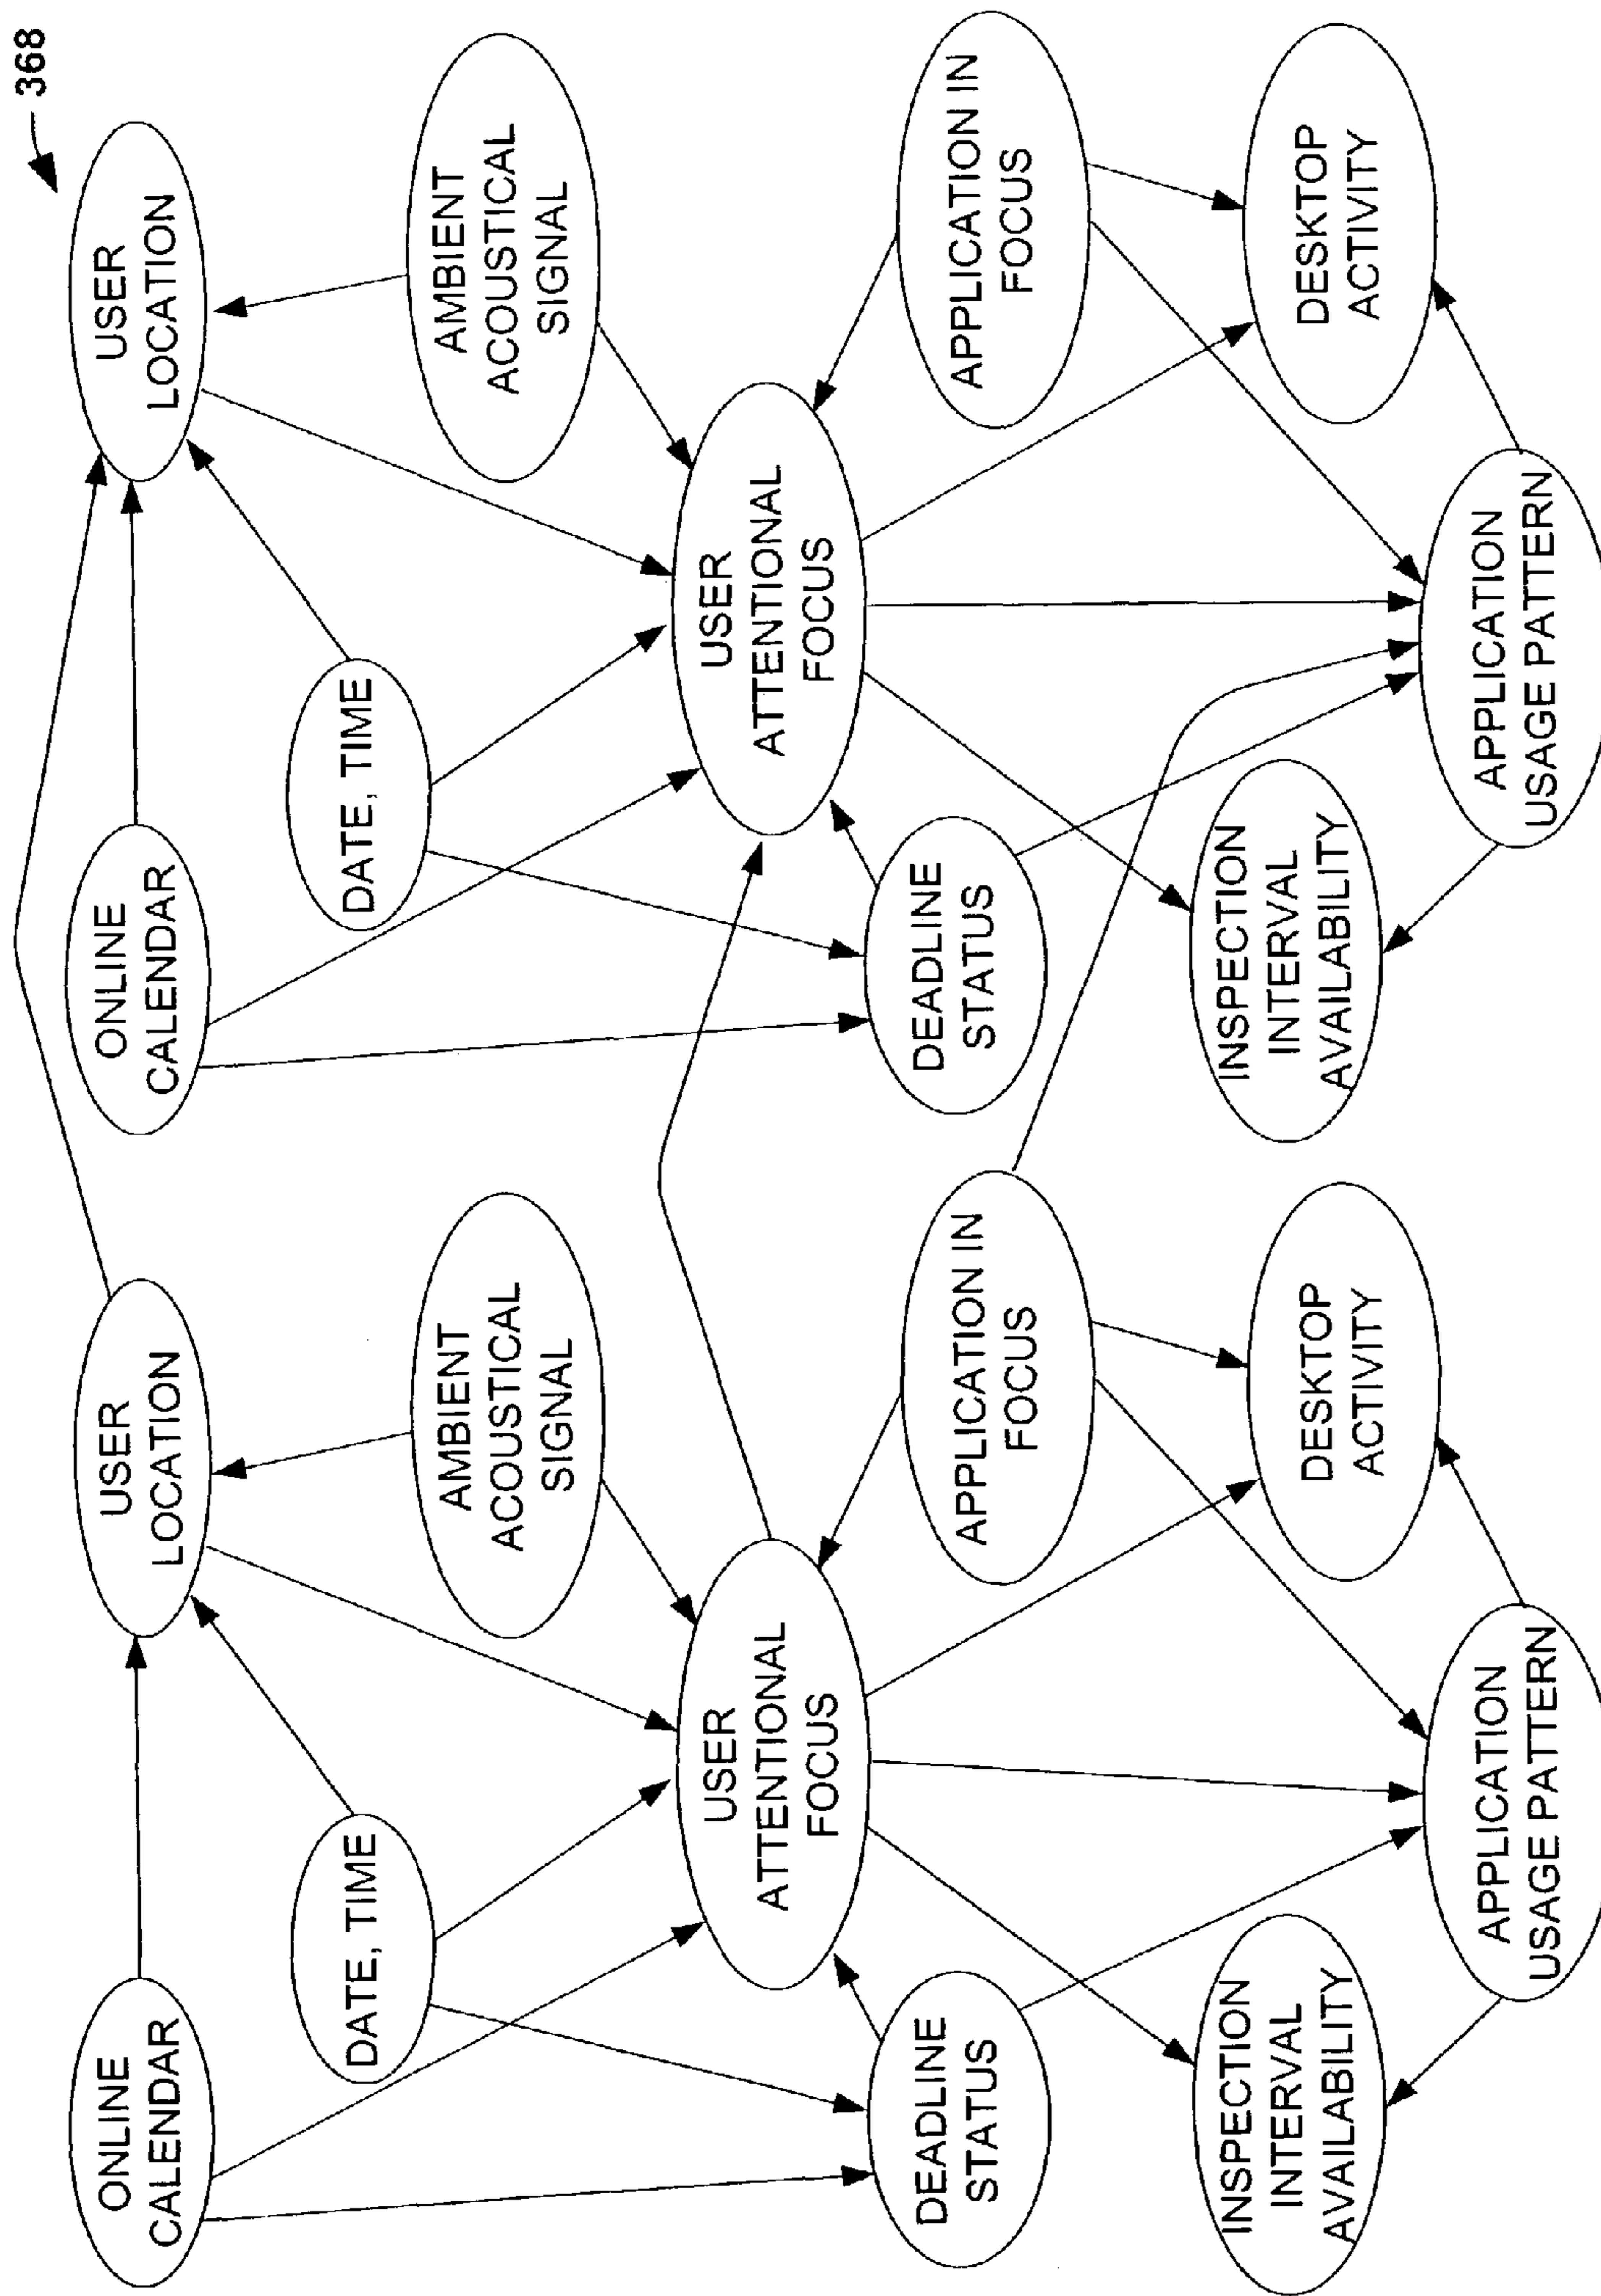 368
ONLINE
CALENDAR
USER
LOCATION
DATE, TIME
AMBIENT
ACOUSTICAL
SIGNAL
USER
ATTENTIONAL
FOCUS
DEADLINE
STATUS
APPLICATION IN
FOCUS
INSPECTION
INTERVAL
AVAILABILITY
DESKTOP
ACTIVITY
APPLICATION
USAGE PATTERN
ONLINE
CALENDAR
USER
LOCATION
DATE, TIME
AMBIENT
ACOUSTICAL
SIGNAL
USER
ATTENTIONAL
FOCUS
DEADLINE
STATUS
APPLICATION IN
FOCUS
INSPECTION
INTERVAL
AVAILABILITY
DESKTOP
ACTIVITY
APPLICATION
USAGE PATTERN